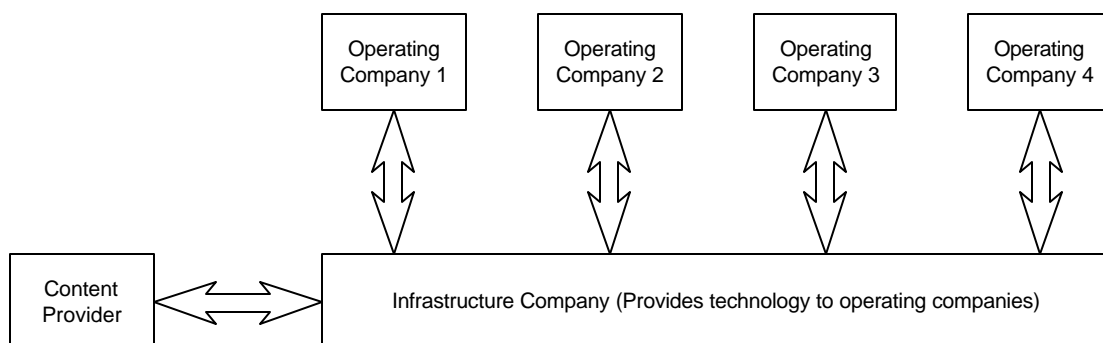 Operating
Company 1
Operating
Company 2
Operating
Company 3
Operating
Company 4
Content
Provider
Infrastructure Company (Provides technology to operating companies)